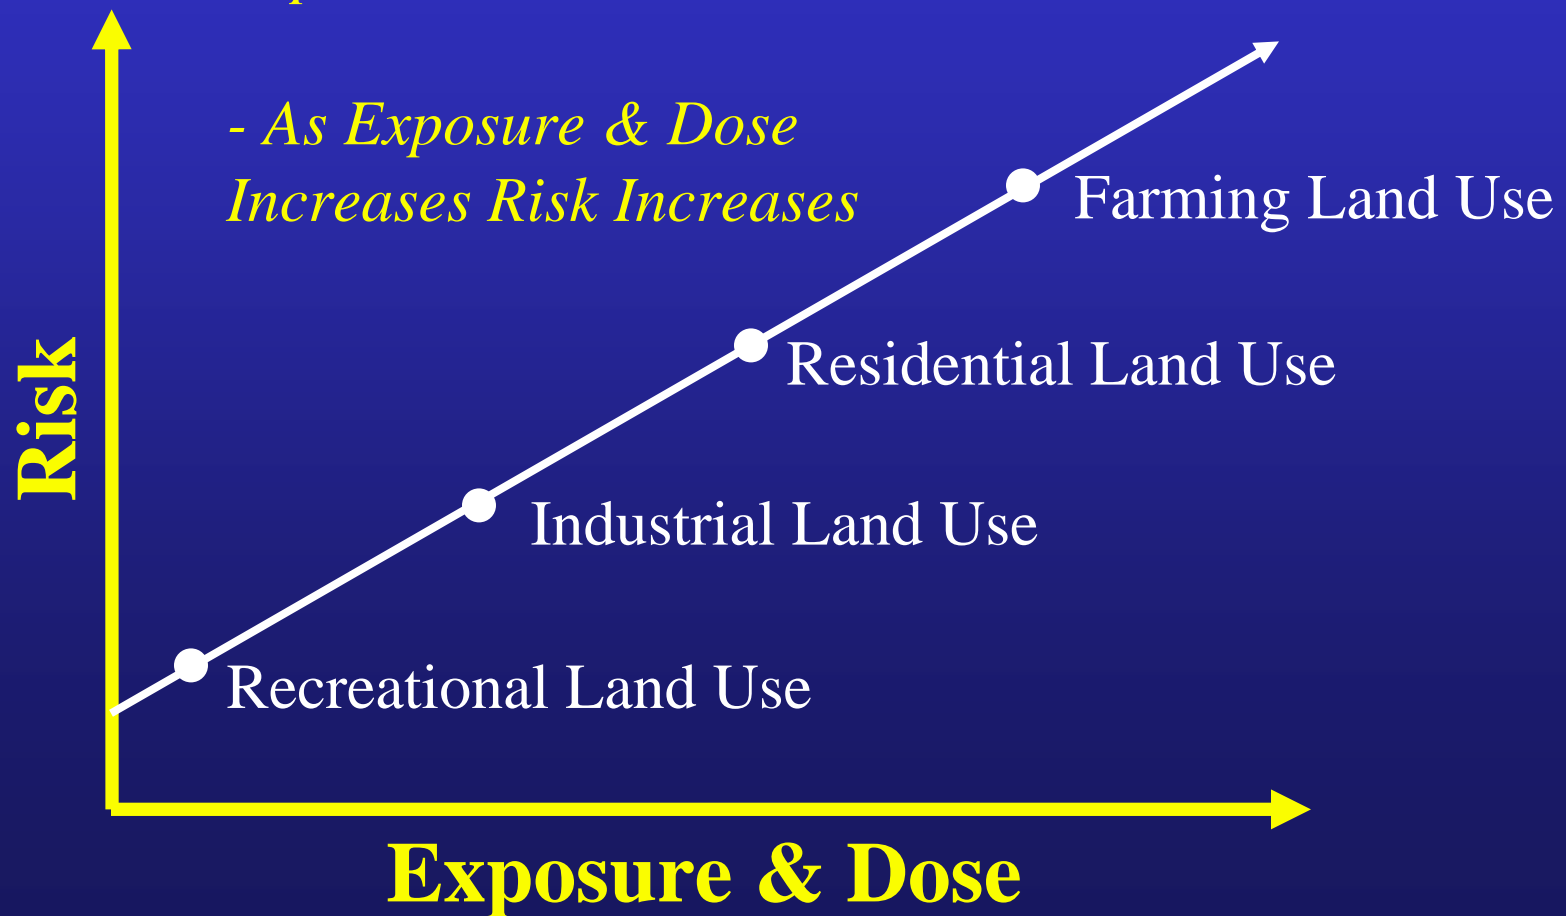 - As Exposure & Dose
Increases Risk Increases
Farming Land Use
Residential Land Use
Risk
Industrial Land Use
Recreational Land Use
Exposure & Dose